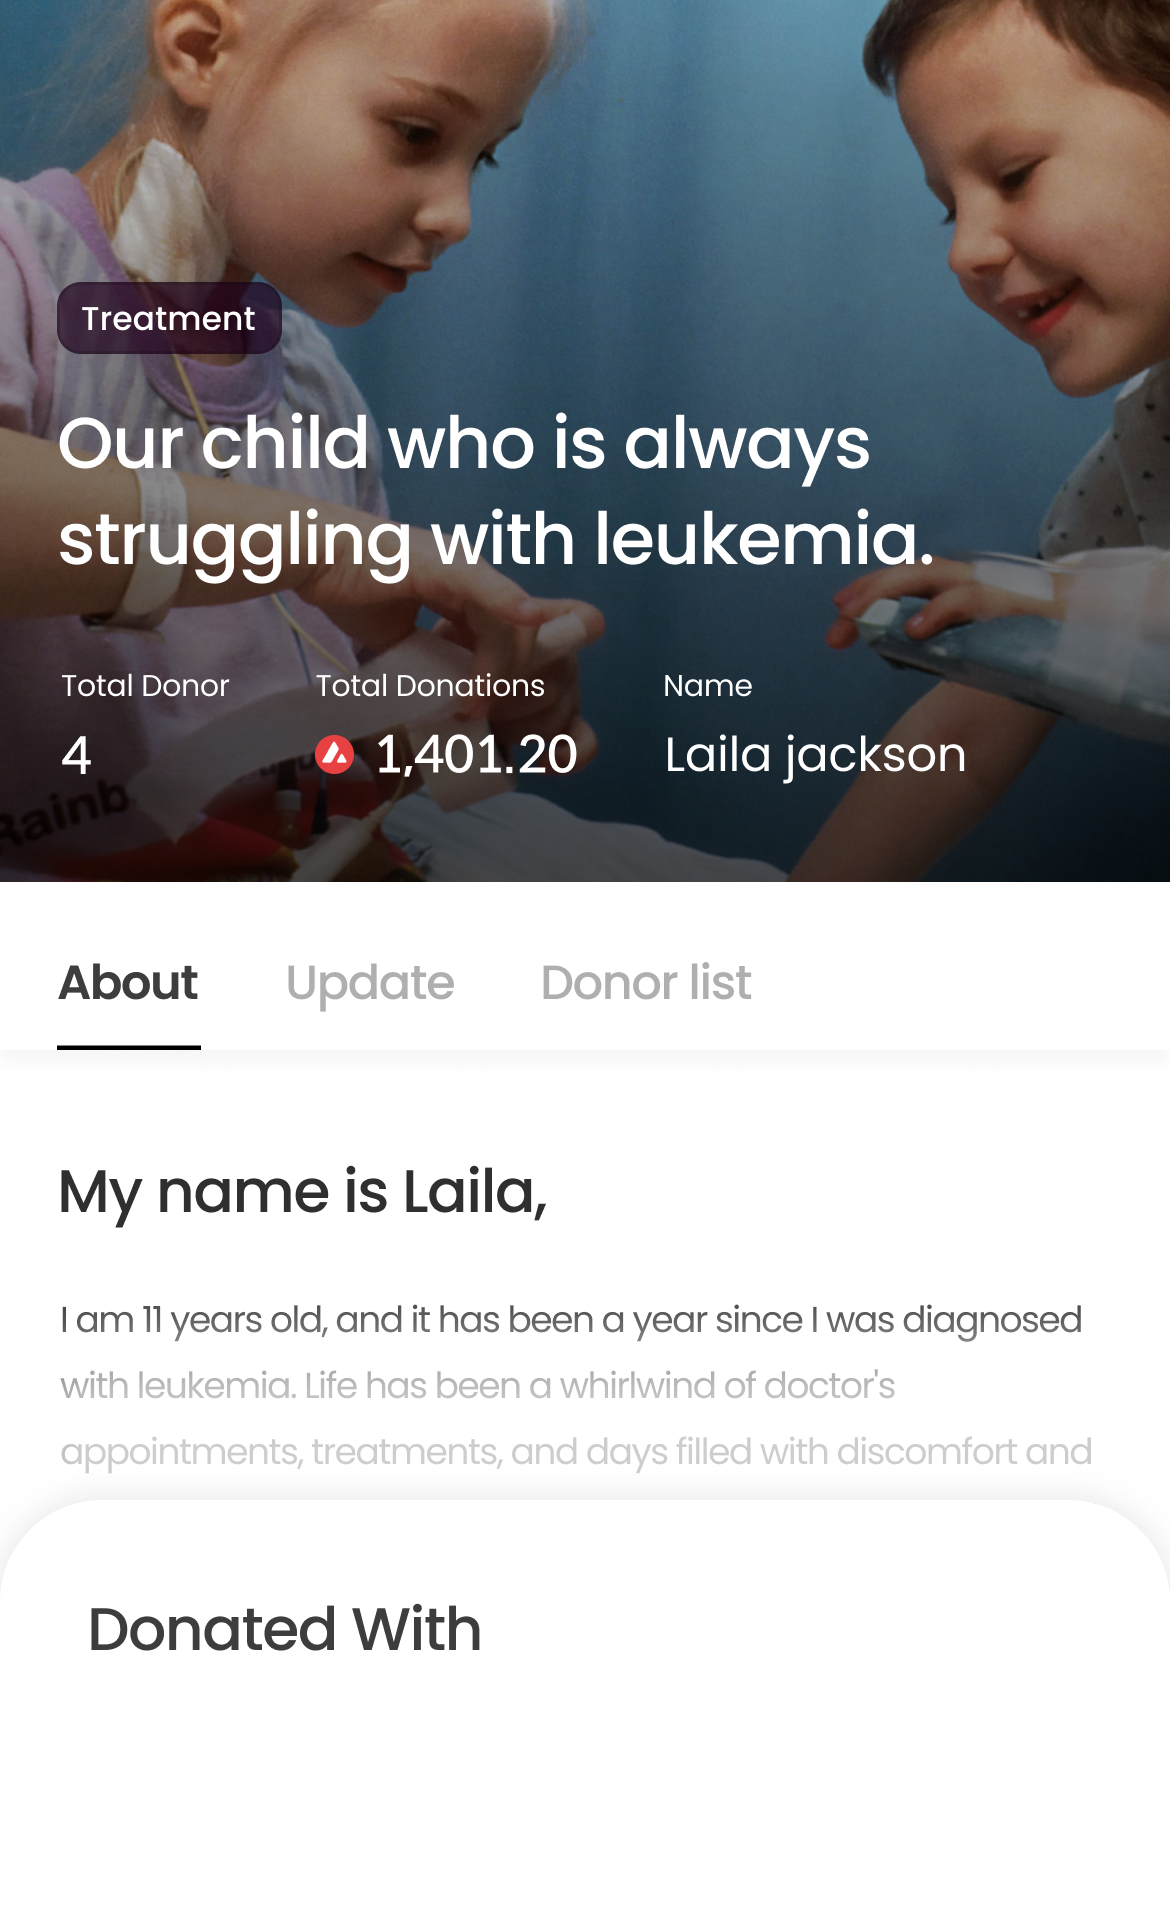 Treatment
Our child who is always
struggling with leukemia.
Total Donor
Total Donations
Name
4
1,401.20
Laila jackson
Rainb
About
Update
Donor list
My name is Laila,
I am 11 years old, and it has been a year since I was diagnosed
with leukemia. Life has been a whirlwind of doctor's
appointments, treatments, and days filled with discomfort and
Donated With